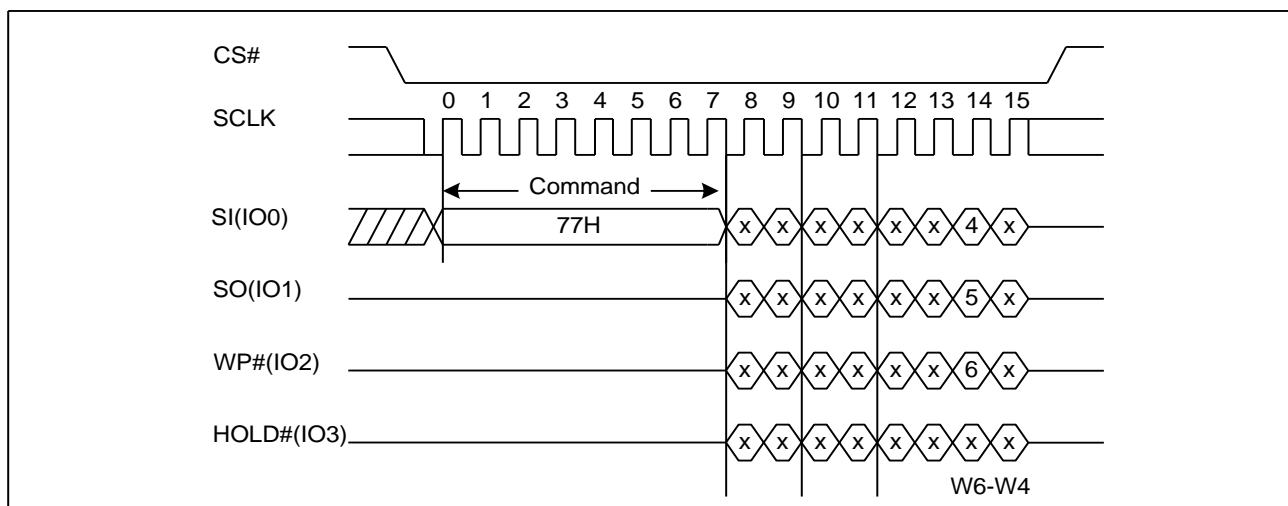 CS#
0 1 2 3 4 5 6 7 8 9 10 11 12 13 14 15
SCLK
Command
SI(IO0) 77H x x x x x x 4 x
SO(IO1) x x x x x x 5 x
WP#(IO2) x x x x x x 6 x
HOLD#(IO3) x x x x x x x x
W6-W4